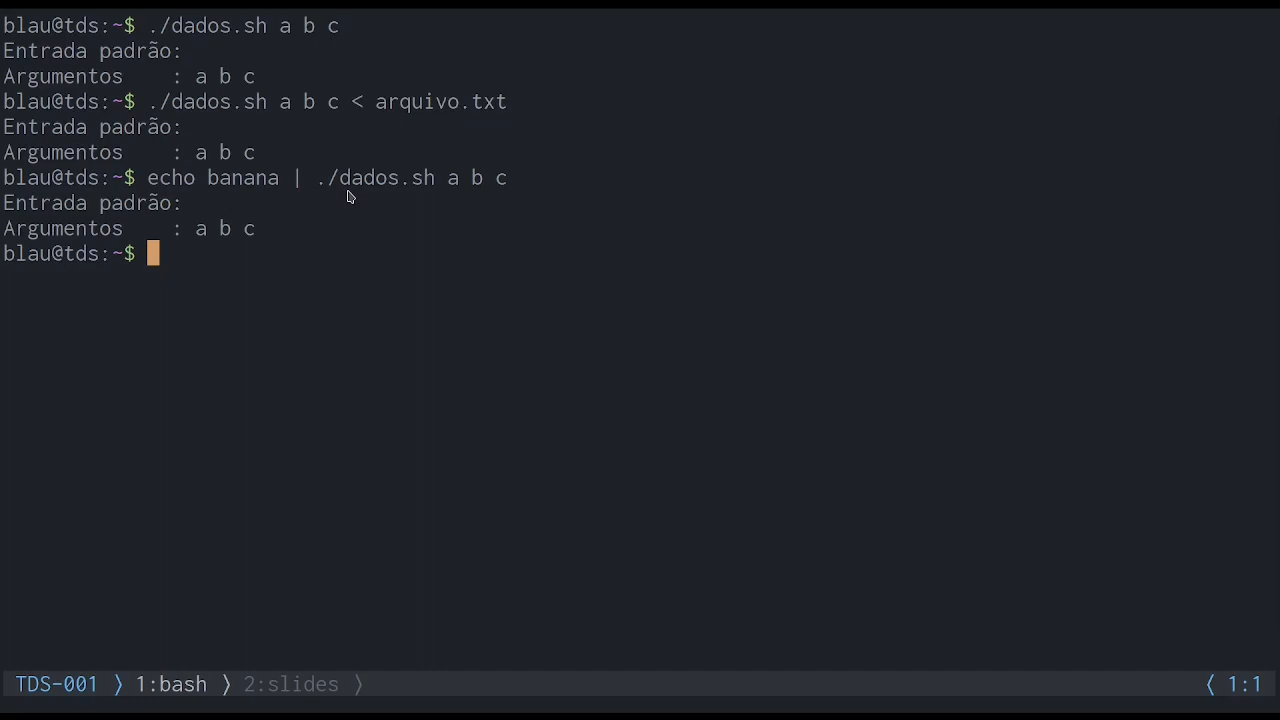 blau@tds:~$ ./dados.sh a b c
Entrada padrão:
Argumentos    : a b c
blau@tds:~$ ./dados.sh a b c < arquivo.txt
Entrada padrão:
Argumentos    : a b c
blau@tds:~$ echo banana | ./dados.sh a b c
Entrada padrão:
Argumentos    : a b c
blau@tds:~$
TDS-001 ⟩ 1:bash ⟩ 2:slides ⟩ ⟨ 1:1